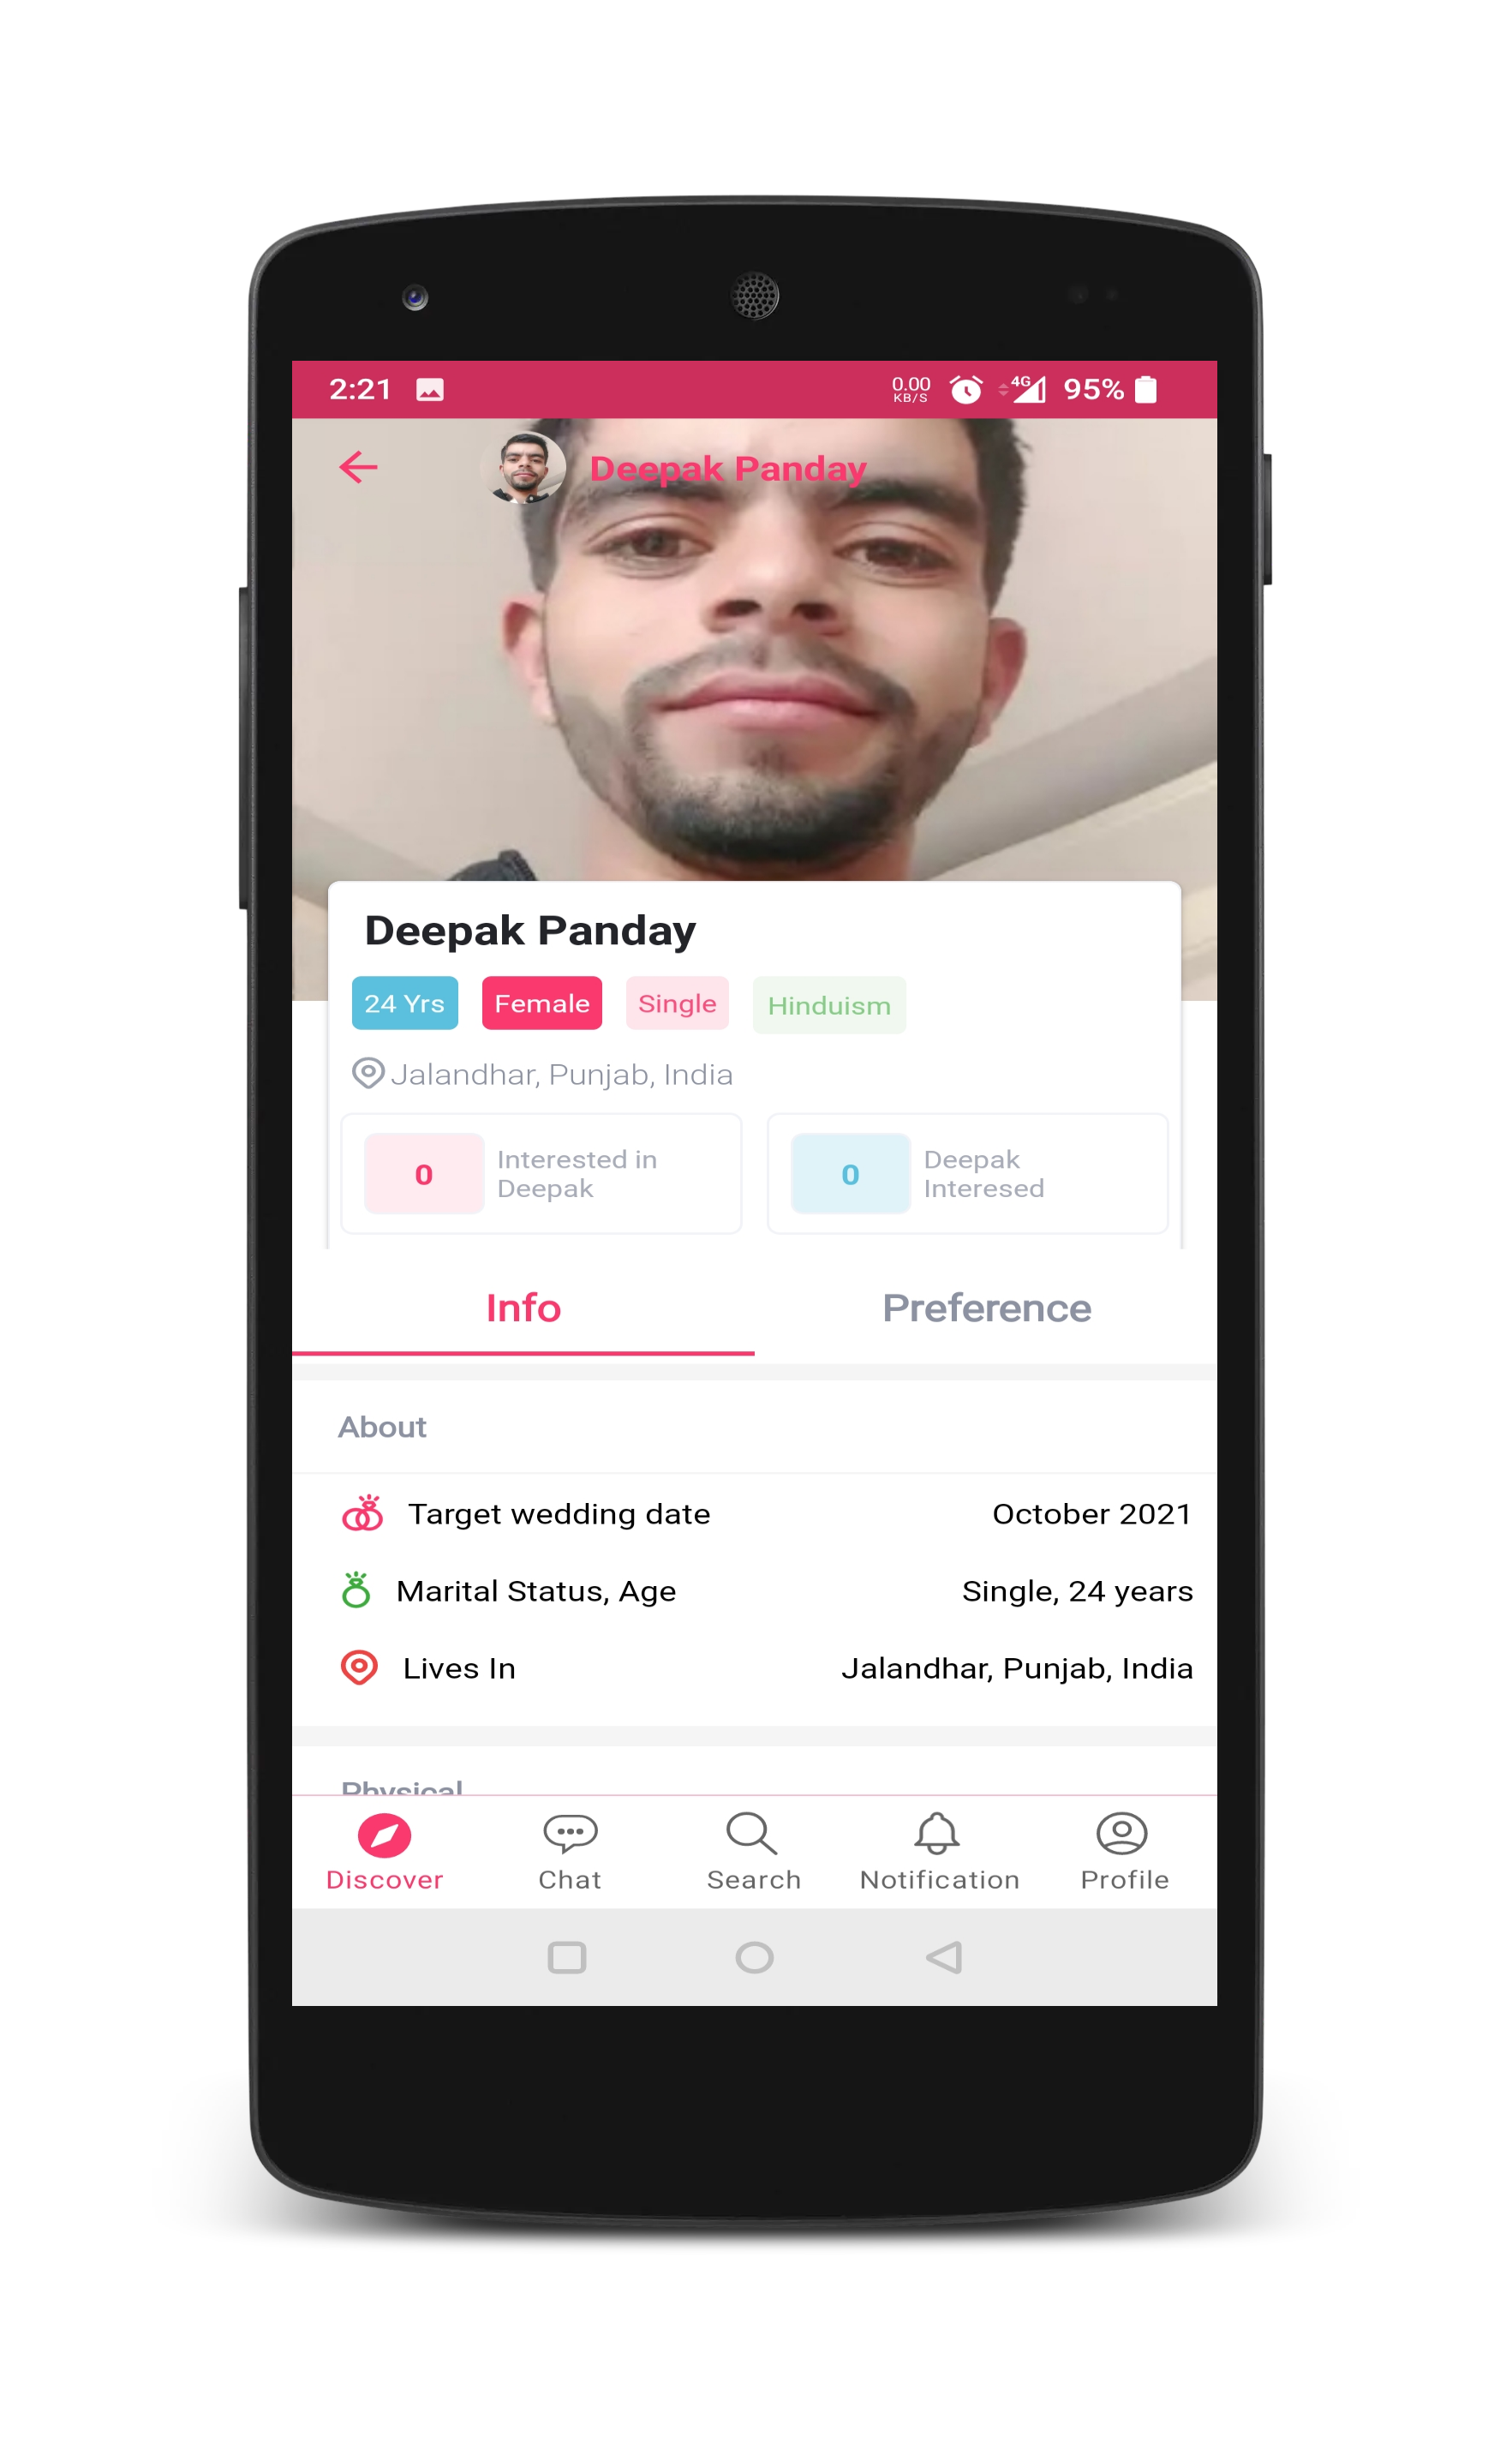 2:21
0.00
KB/S
4G
95%
Deepak Panday
Deepak Panday
24 Yrs
Female
Single
Hinduism
Jalandhar, Punjab, India
0
Interested in
Deepak
0
Deepak
Interesed
Info
Preference
About
Target wedding date
October 2021
Marital Status, Age
Single, 24 years
Lives In
Jalandhar, Punjab, India
Physical
Discover
Chat
Search
Notification
Profile